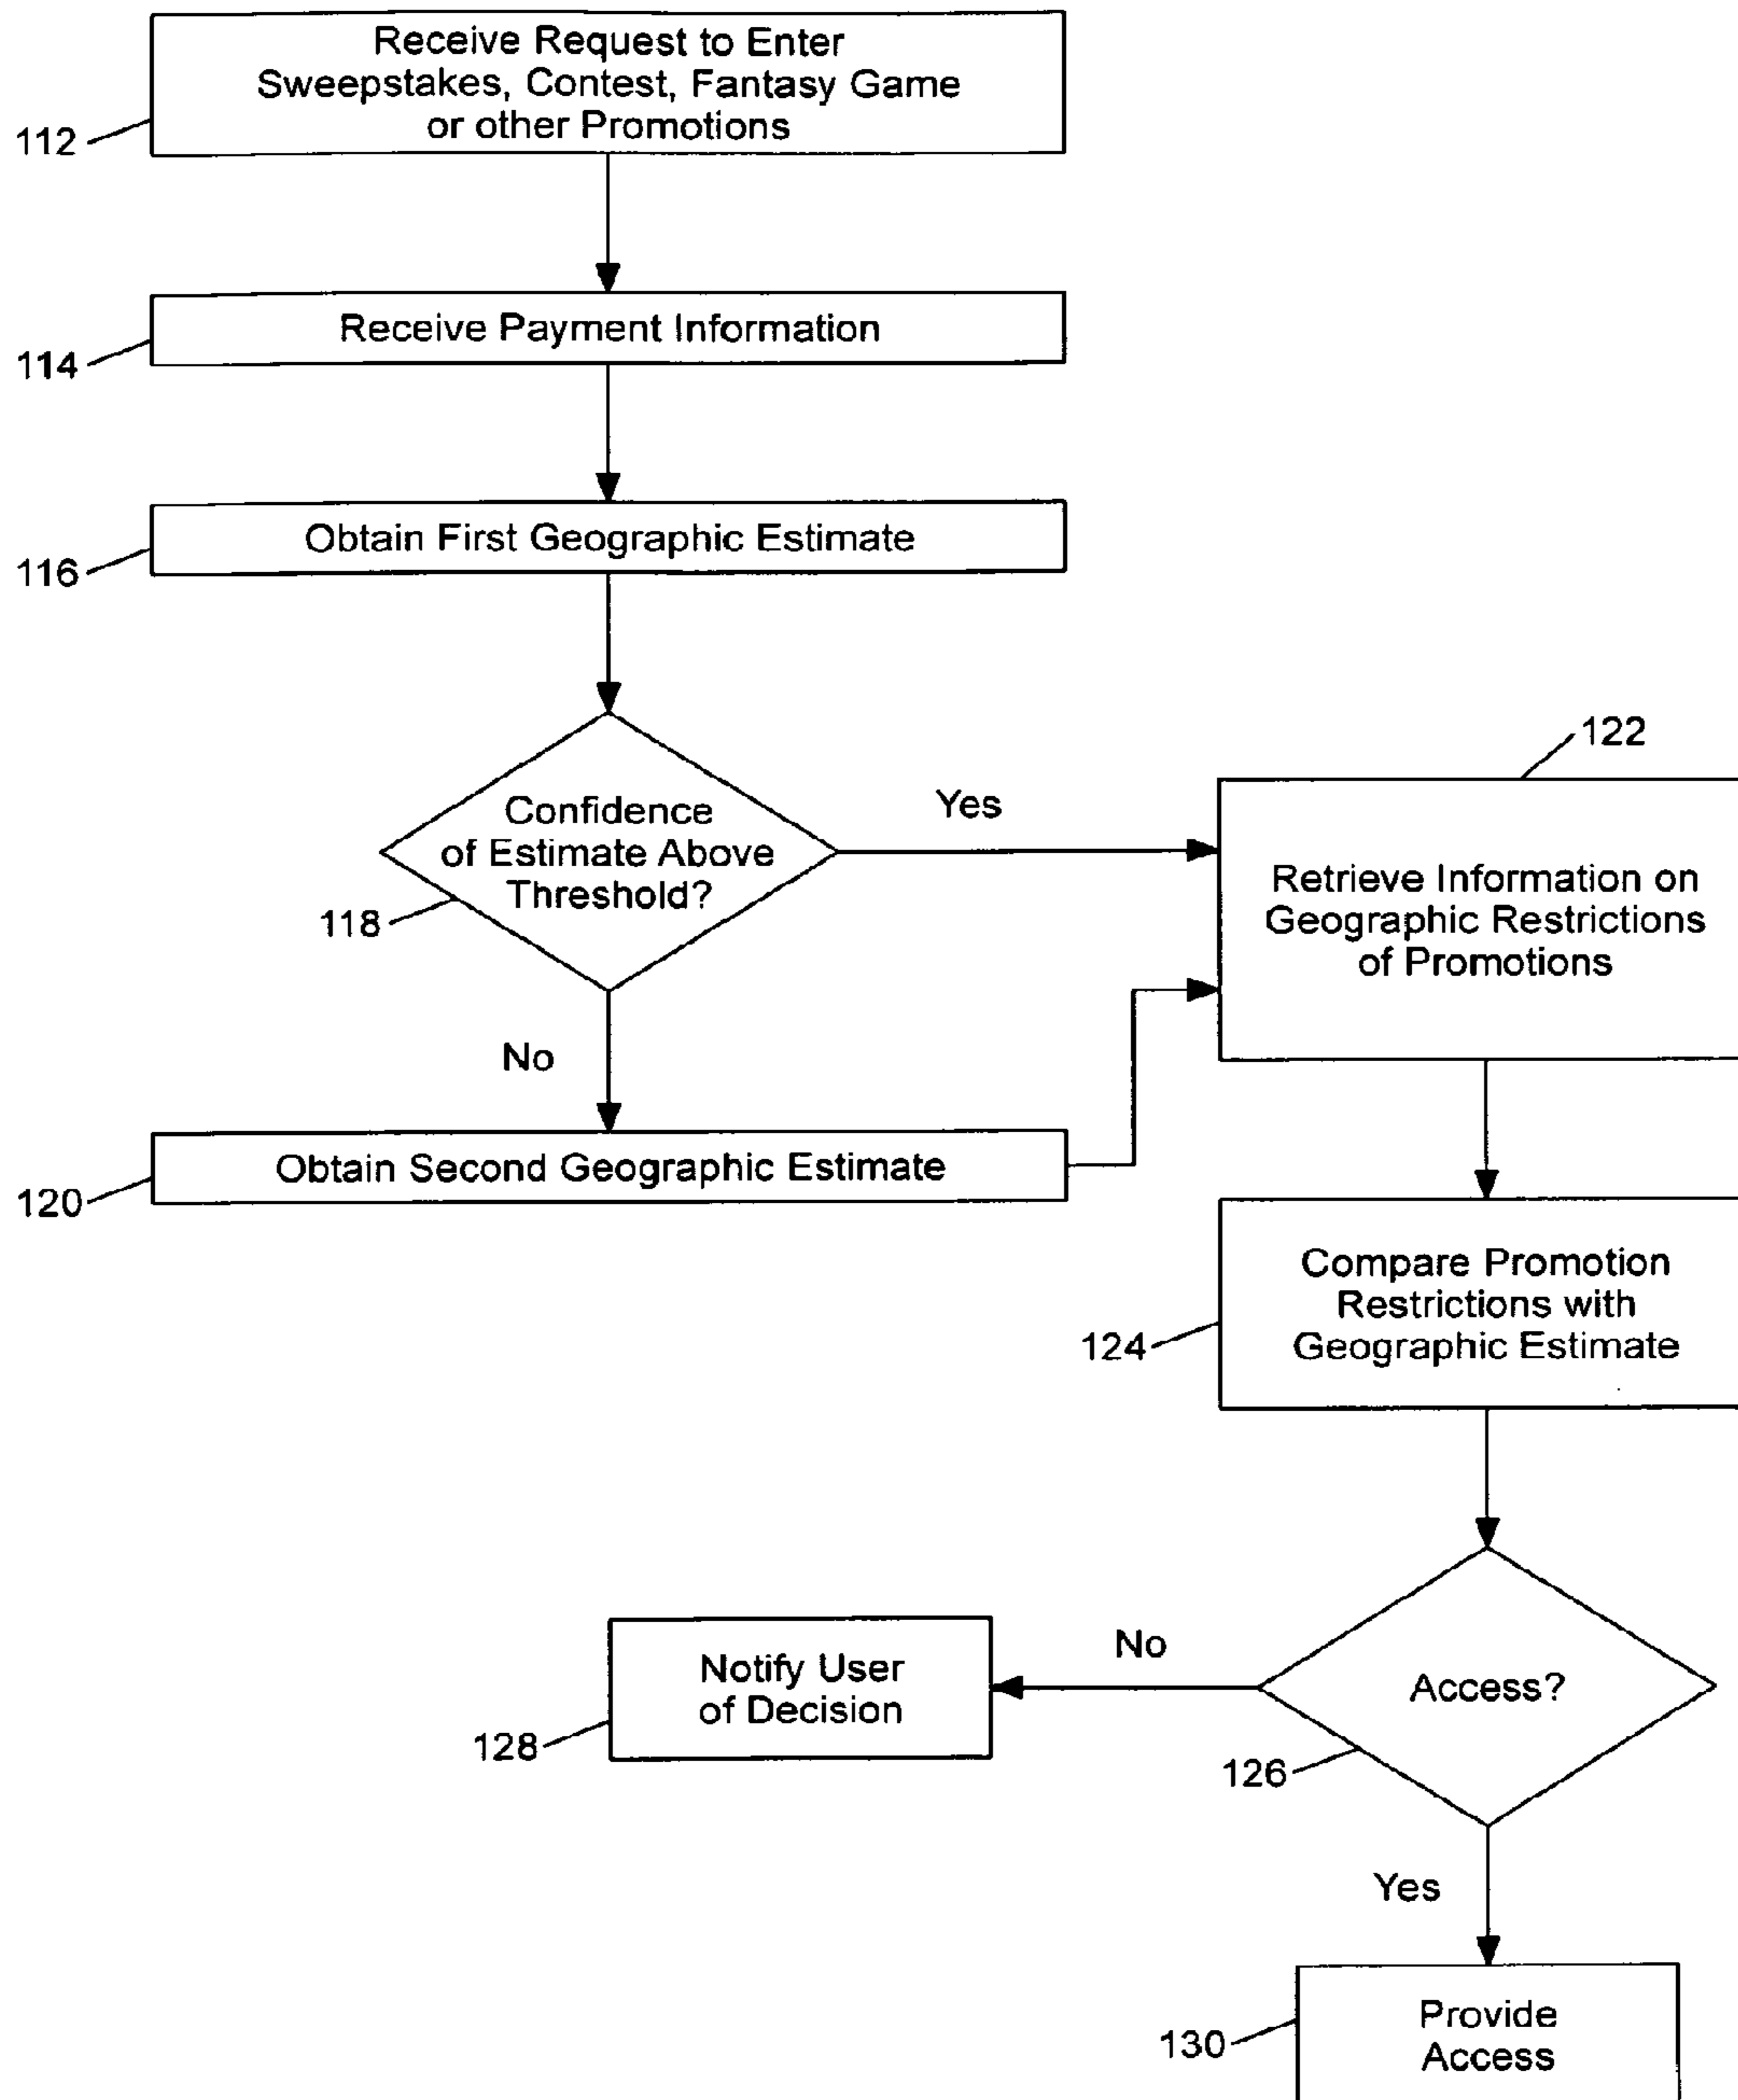 Receive Request to Enter
Sweepstakes, Contest, Fantasy Game
or other Promotions
112
Receive Payment Information
114
Obtain First Geographic Estimate
116
Confidence
of Estimate Above
Threshold?
118
Yes
No
122
Retrieve Information on
Geographic Restrictions
of Promotions
Obtain Second Geographic Estimate
120
Compare Promotion
Restrictions with
Geographic Estimate
124
Access?
126
No
Notify User
of Decision
128
Yes
Provide
Access
130